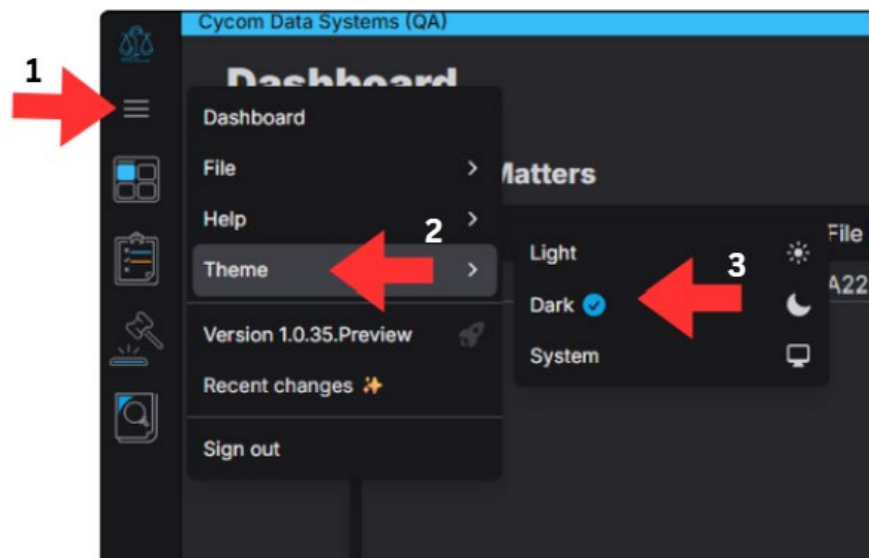 Cycom Data Systems (QA)
Dashboard
1
Dashboard
File
Matters
Help
2
File
Theme
Light
3
A22
Dark
Version 1.0.35.Preview
System
Recent changes ✨
Sign out